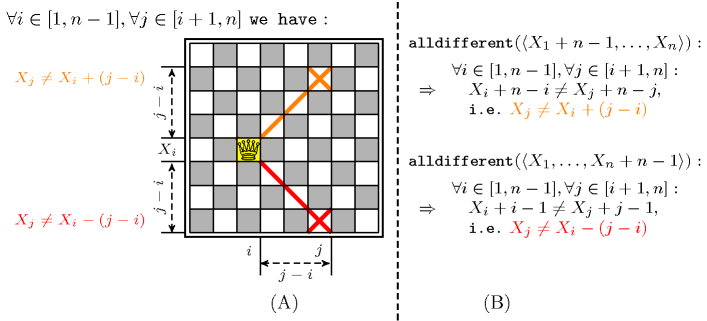 ∀i ∈ [1, n − 1], ∀j ∈ [i + 1, n] we have :
X_j ≠ X_i + (j − i)
j − i
X_i
j − i
X_j ≠ X_i − (j − i)
i
j
j − i
(A)
alldifferent(⟨X_1 + n − 1, . . . , X_n⟩) :
∀i ∈ [1, n − 1], ∀j ∈ [i + 1, n] :
⇒ X_i + n − i ≠ X_j + n − j,
i.e. X_j ≠ X_i + (j − i)
alldifferent(⟨X_1, . . . , X_n + n − 1⟩) :
∀i ∈ [1, n − 1], ∀j ∈ [i + 1, n] :
⇒ X_i + i − 1 ≠ X_j + j − 1,
i.e. X_j ≠ X_i − (j − i)
(B)